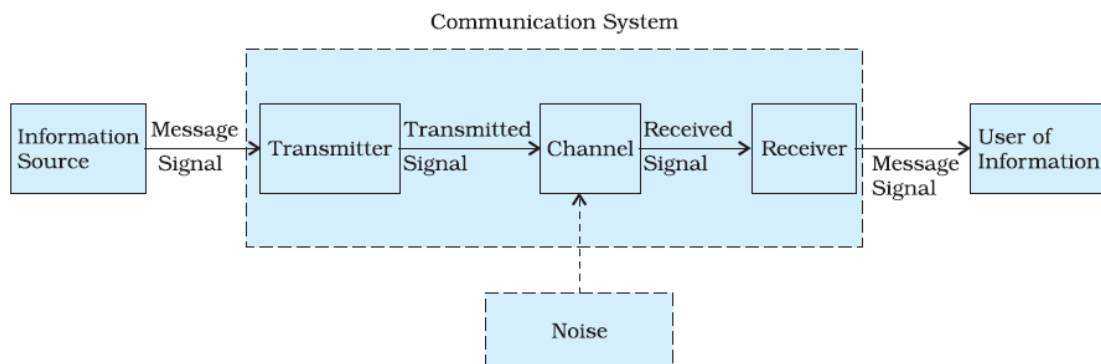 Communication System
Information
Source
Message
Signal
Transmitter
Transmitted
Signal
Channel
Received
Signal
Receiver
Message
Signal
User of
Information
Noise